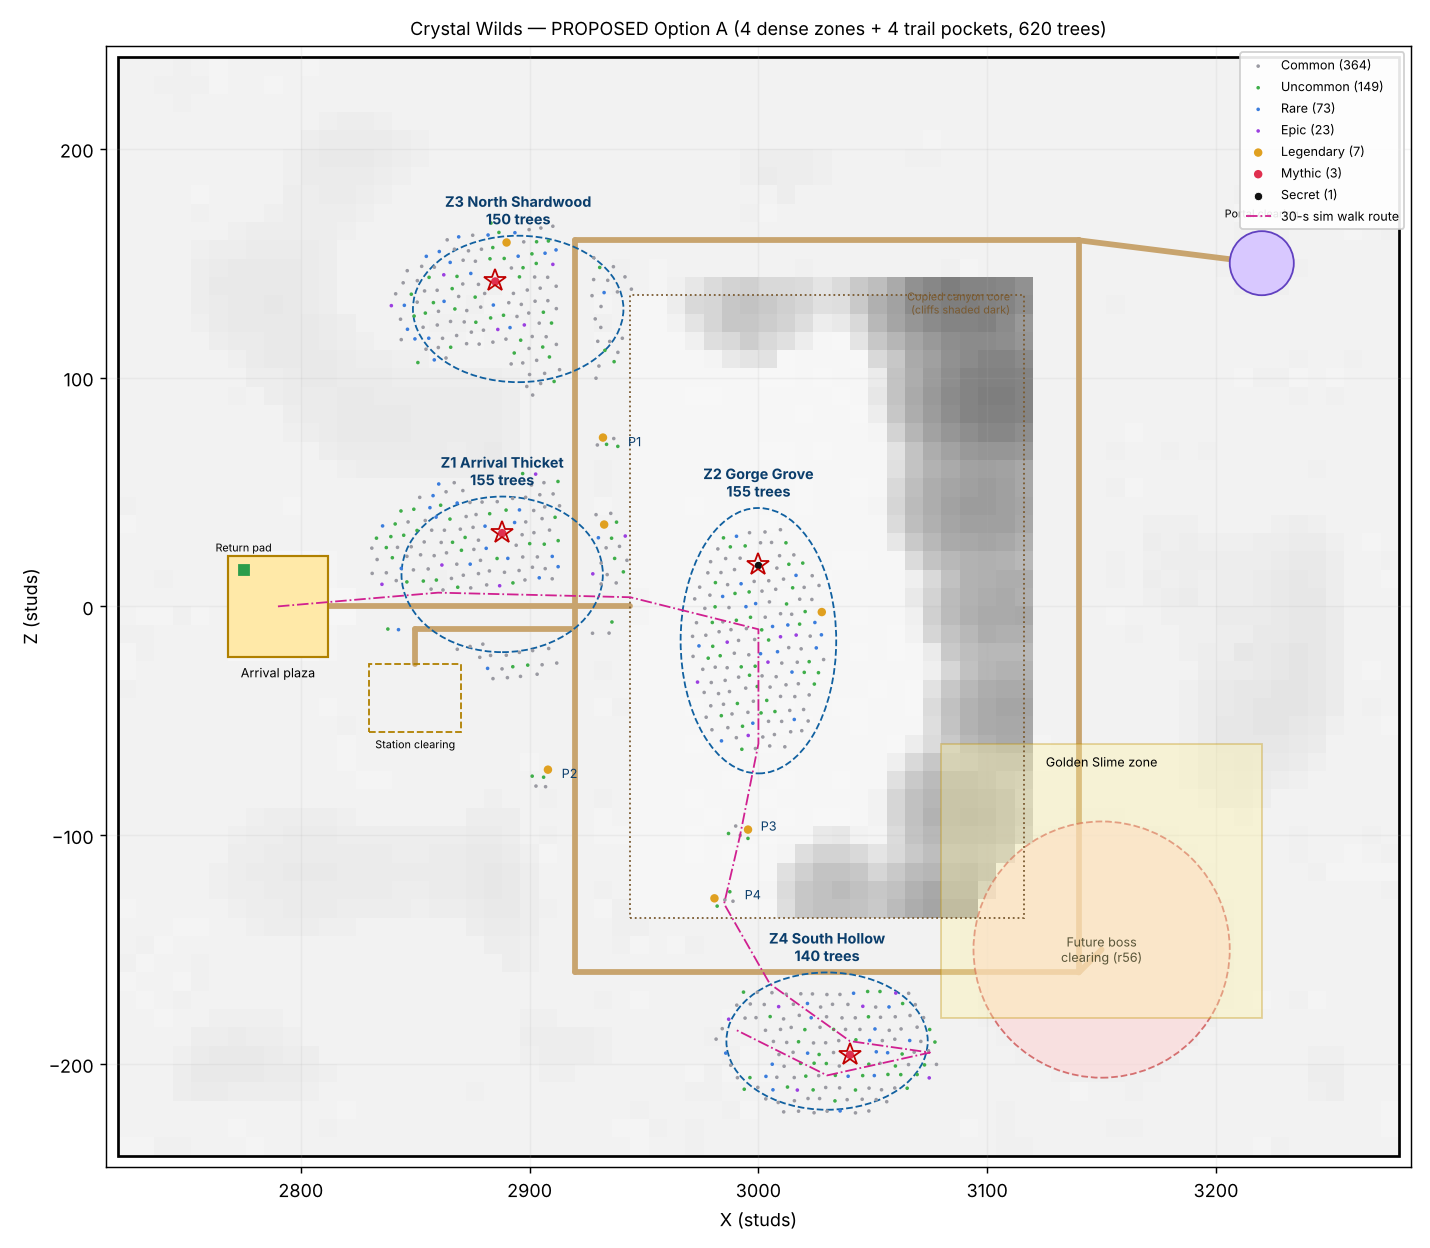 Crystal Wilds — PROPOSED Option A (4 dense zones + 4 trail pockets, 620 trees)
Common (364)
Uncommon (149)
Rare (73)
Epic (23)
Legendary (7)
Mythic (3)
Secret (1)
30-s sim walk route
Z3 North Shardwood
150 trees
Copied canyon core
(cliffs shaded dark)
P1
Z1 Arrival Thicket
155 trees
Z2 Gorge Grove
155 trees
Return pad
Arrival plaza
Station clearing
P2
Golden Slime zone
P3
P4
Z4 South Hollow
140 trees
Future boss
clearing (r56)
200
100
0
−100
−200
Z (studs)
2800
2900
3000
3100
3200
X (studs)